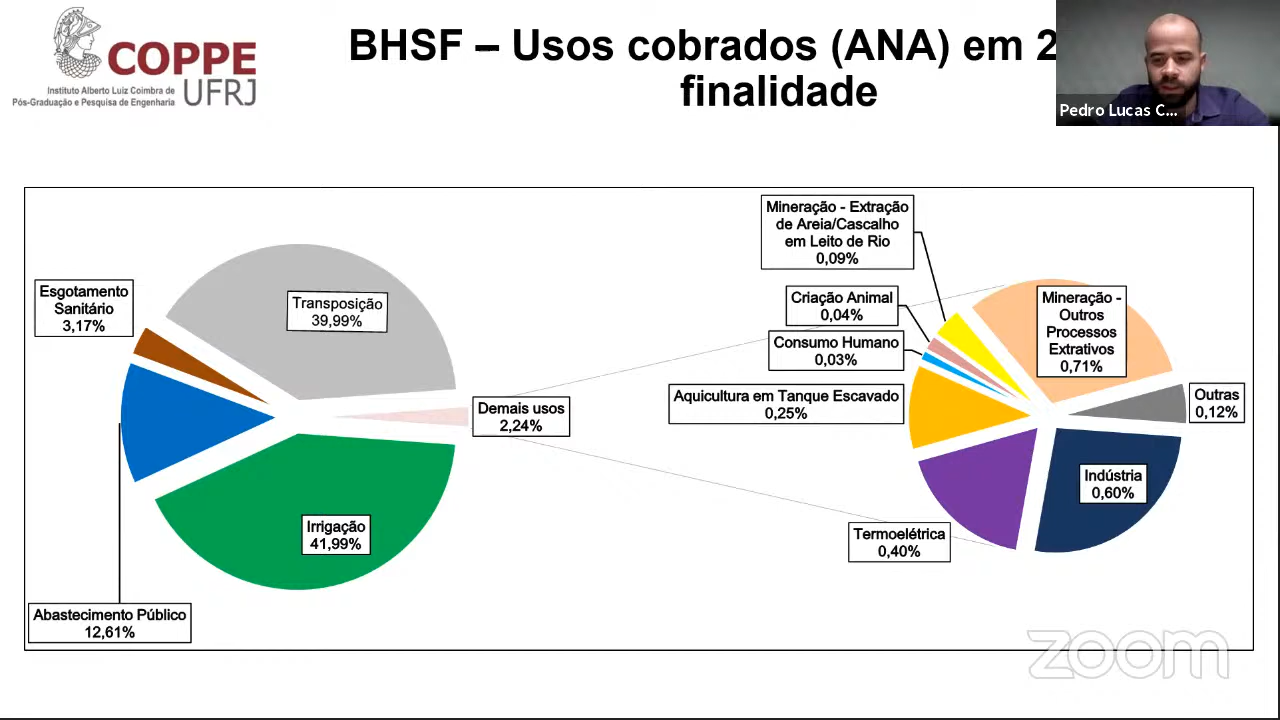 COPPE
UFRJ
Instituto Alberto Luiz Coimbra de
Pós-Graduação e Pesquisa de Engenharia
BHSF – Usos cobrados (ANA) em 2
finalidade
Pedro Lucas C...
Esgotamento
Sanitário
3,17%
Transposição
39,99%
Demais usos
2,24%
Irrigação
41,99%
Abastecimento Público
12,61%
Mineração - Extração
de Areia/Cascalho
em Leito de Rio
0,09%
Criação Animal
0,04%
Consumo Humano
0,03%
Aquicultura em Tanque Escavado
0,25%
Termoelétrica
0,40%
Mineração -
Outros
Processos
Extrativos
0,71%
Outras
0,12%
Indústria
0,60%
zoom